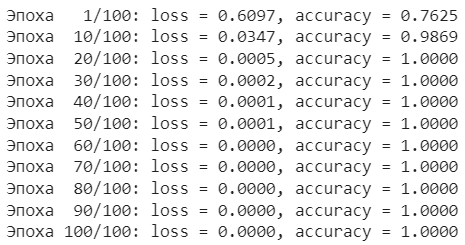 Эпоха   1/100: loss = 0.6097, accuracy = 0.7625
Эпоха  10/100: loss = 0.0347, accuracy = 0.9869
Эпоха  20/100: loss = 0.0005, accuracy = 1.0000
Эпоха  30/100: loss = 0.0002, accuracy = 1.0000
Эпоха  40/100: loss = 0.0001, accuracy = 1.0000
Эпоха  50/100: loss = 0.0001, accuracy = 1.0000
Эпоха  60/100: loss = 0.0000, accuracy = 1.0000
Эпоха  70/100: loss = 0.0000, accuracy = 1.0000
Эпоха  80/100: loss = 0.0000, accuracy = 1.0000
Эпоха  90/100: loss = 0.0000, accuracy = 1.0000
Эпоха 100/100: loss = 0.0000, accuracy = 1.0000